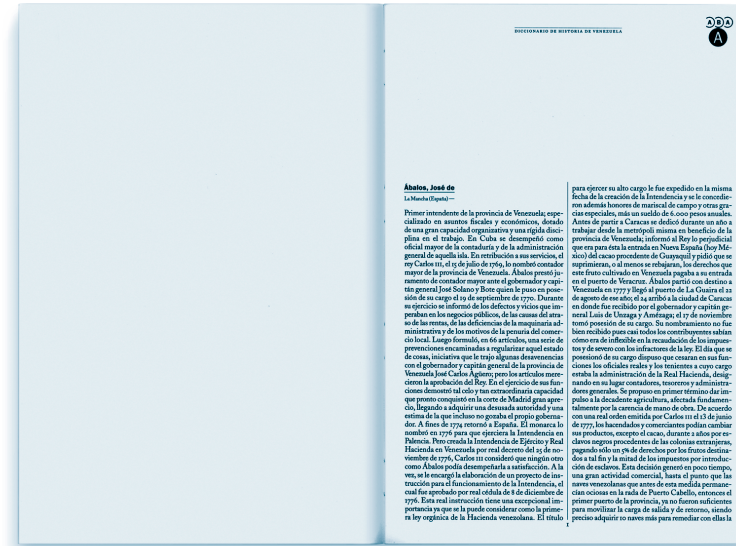 DICCIONARIO DE HISTORIA DE VENEZUELA
ABA
A
Ábalos, José de
La Mancha (España) —
Primer intendente de la provincia de Venezuela; espe-
cializado en asuntos fiscales y económicos, dotado
de una gran capacidad organizativa y una rígida disci-
plina en el trabajo. En Cuba se desempeñó como
oficial mayor de la contaduría y de la administración
general de aquella isla. En retribución a sus servicios, el
rey Carlos III, el 15 de julio de 1769, lo nombró contador
mayor de la provincia de Venezuela. Ábalos prestó ju-
ramento de contador mayor ante el gobernador y capi-
tán general José Solano y Bote quien le puso en pose-
sión de su cargo el 19 de septiembre de 1770. Durante
su ejercicio se informó de los defectos y vicios que im-
peraban en los negocios públicos, de las causas del atra-
so de las rentas, de las deficiencias de la maquinaria ad-
ministrativa y de los motivos de la penuria del comer-
cio local. Luego formuló, en 66 artículos, una serie de
prevenciones encaminadas a regularizar aquel estado
de cosas, iniciativa que le trajo algunas desavenencias
con el gobernador y capitán general de la provincia de
Venezuela José Carlos Agüero; pero los artículos mere-
cieron la aprobación del Rey. En el ejercicio de sus fun-
ciones demostró tal celo y tan extraordinaria capacidad
que pronto conquistó en la corte de Madrid gran apre-
cio, llegando a adquirir una desusada autoridad y una
estima de la que incluso no gozaba el propio goberna-
dor. A fines de 1774 retornó a España. El monarca lo
nombró en 1776 para que ejerciera la Intendencia en
Palencia. Pero creada la Intendencia de Ejército y Real
Hacienda en Venezuela por real decreto del 25 de no-
viembre de 1776, Carlos III consideró que ningún otro
como Ábalos podía desempeñarla a satisfacción. A la
vez, se le encargó la elaboración de un proyecto de ins-
trucción para el funcionamiento de la Intendencia, el
cual fue aprobado por real cédula de 8 de diciembre de
1776. Esta real instrucción tiene una excepcional im-
portancia ya que se la puede considerar como la prime-
ra ley orgánica de la Hacienda venezolana. El título
para ejercer su alto cargo le fue expedido en la misma
fecha de la creación de la Intendencia y se le concedie-
ron además honores de mariscal de campo y otras gra-
cias especiales, más un sueldo de 6.000 pesos anuales.
Antes de partir a Caracas se dedicó durante un año a
trabajar desde la metrópoli misma en beneficio de la
provincia de Venezuela; informó al Rey lo perjudicial
que era para ésta la entrada en Nueva España (hoy Mé-
xico) del cacao procedente de Guayaquil y pidió que se
suprimieran, o al menos se rebajaran, los derechos que
este fruto cultivado en Venezuela pagaba a su entrada
en el puerto de Veracruz. Ábalos partió con destino a
Venezuela en 1777 y llegó al puerto de La Guaira el 22
de agosto de ese año; el 24 arribó a la ciudad de Caracas
en donde fue recibido por el gobernador y capitán ge-
neral Luis de Unzaga y Amézaga; el 17 de noviembre
tomó posesión de su cargo. Su nombramiento no fue
bien recibido pues casi todos los contribuyentes sabían
cómo era de inflexible en la recaudación de los impues-
tos y de severo con los infractores de la ley. El día que se
posesionó de su cargo dispuso que cesaran en sus fun-
ciones los oficiales reales y los tenientes a cuyo cargo
estaba la administración de la Real Hacienda, desig-
nando en su lugar contadores, tesoreros y administra-
dores generales. Se propuso en primer término dar im-
pulso a la decadente agricultura, afectada fundamen-
talmente por la carencia de mano de obra. De acuerdo
con una real orden emitida por Carlos III el 13 de junio
de 1777, los hacendados y comerciantes podían cambiar
sus productos, excepto el cacao, durante 2 años por es-
clavos negros procedentes de las colonias extranjeras,
pagando sólo un 5% de derechos por los frutos destina-
dos a tal fin y la mitad de los impuestos por introduc-
ción de esclavos. Esta decisión generó en poco tiempo,
una gran actividad comercial, hasta el punto que las
naves venezolanas que antes de esta medida permane-
cían ociosas en la rada de Puerto Cabello, entonces el
primer puerto de la provincia, ya no fueron suficientes
para movilizar la carga de salida y de retorno, siendo
preciso adquirir 10 naves más para remediar con ellas la
1